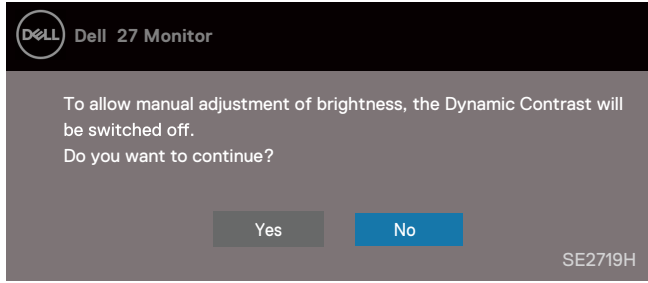 DELL Dell 27 Monitor
To allow manual adjustment of brightness, the Dynamic Contrast will
be switched off.
Do you want to continue?
Yes No
SE2719H